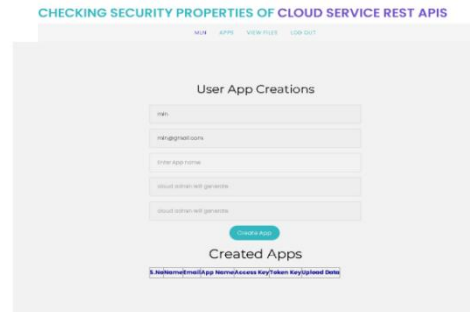 CHECKING SECURITY PROPERTIES OF CLOUD SERVICE REST APIS
MIN APPS VIEW FILES LOG OUT
User App Creations
min
min@gmail.com
Enter App name
cloud admin will generate
cloud admin will generate
Create App
Created Apps
S.No Name Email App Name Access Key Token Key Upload Data